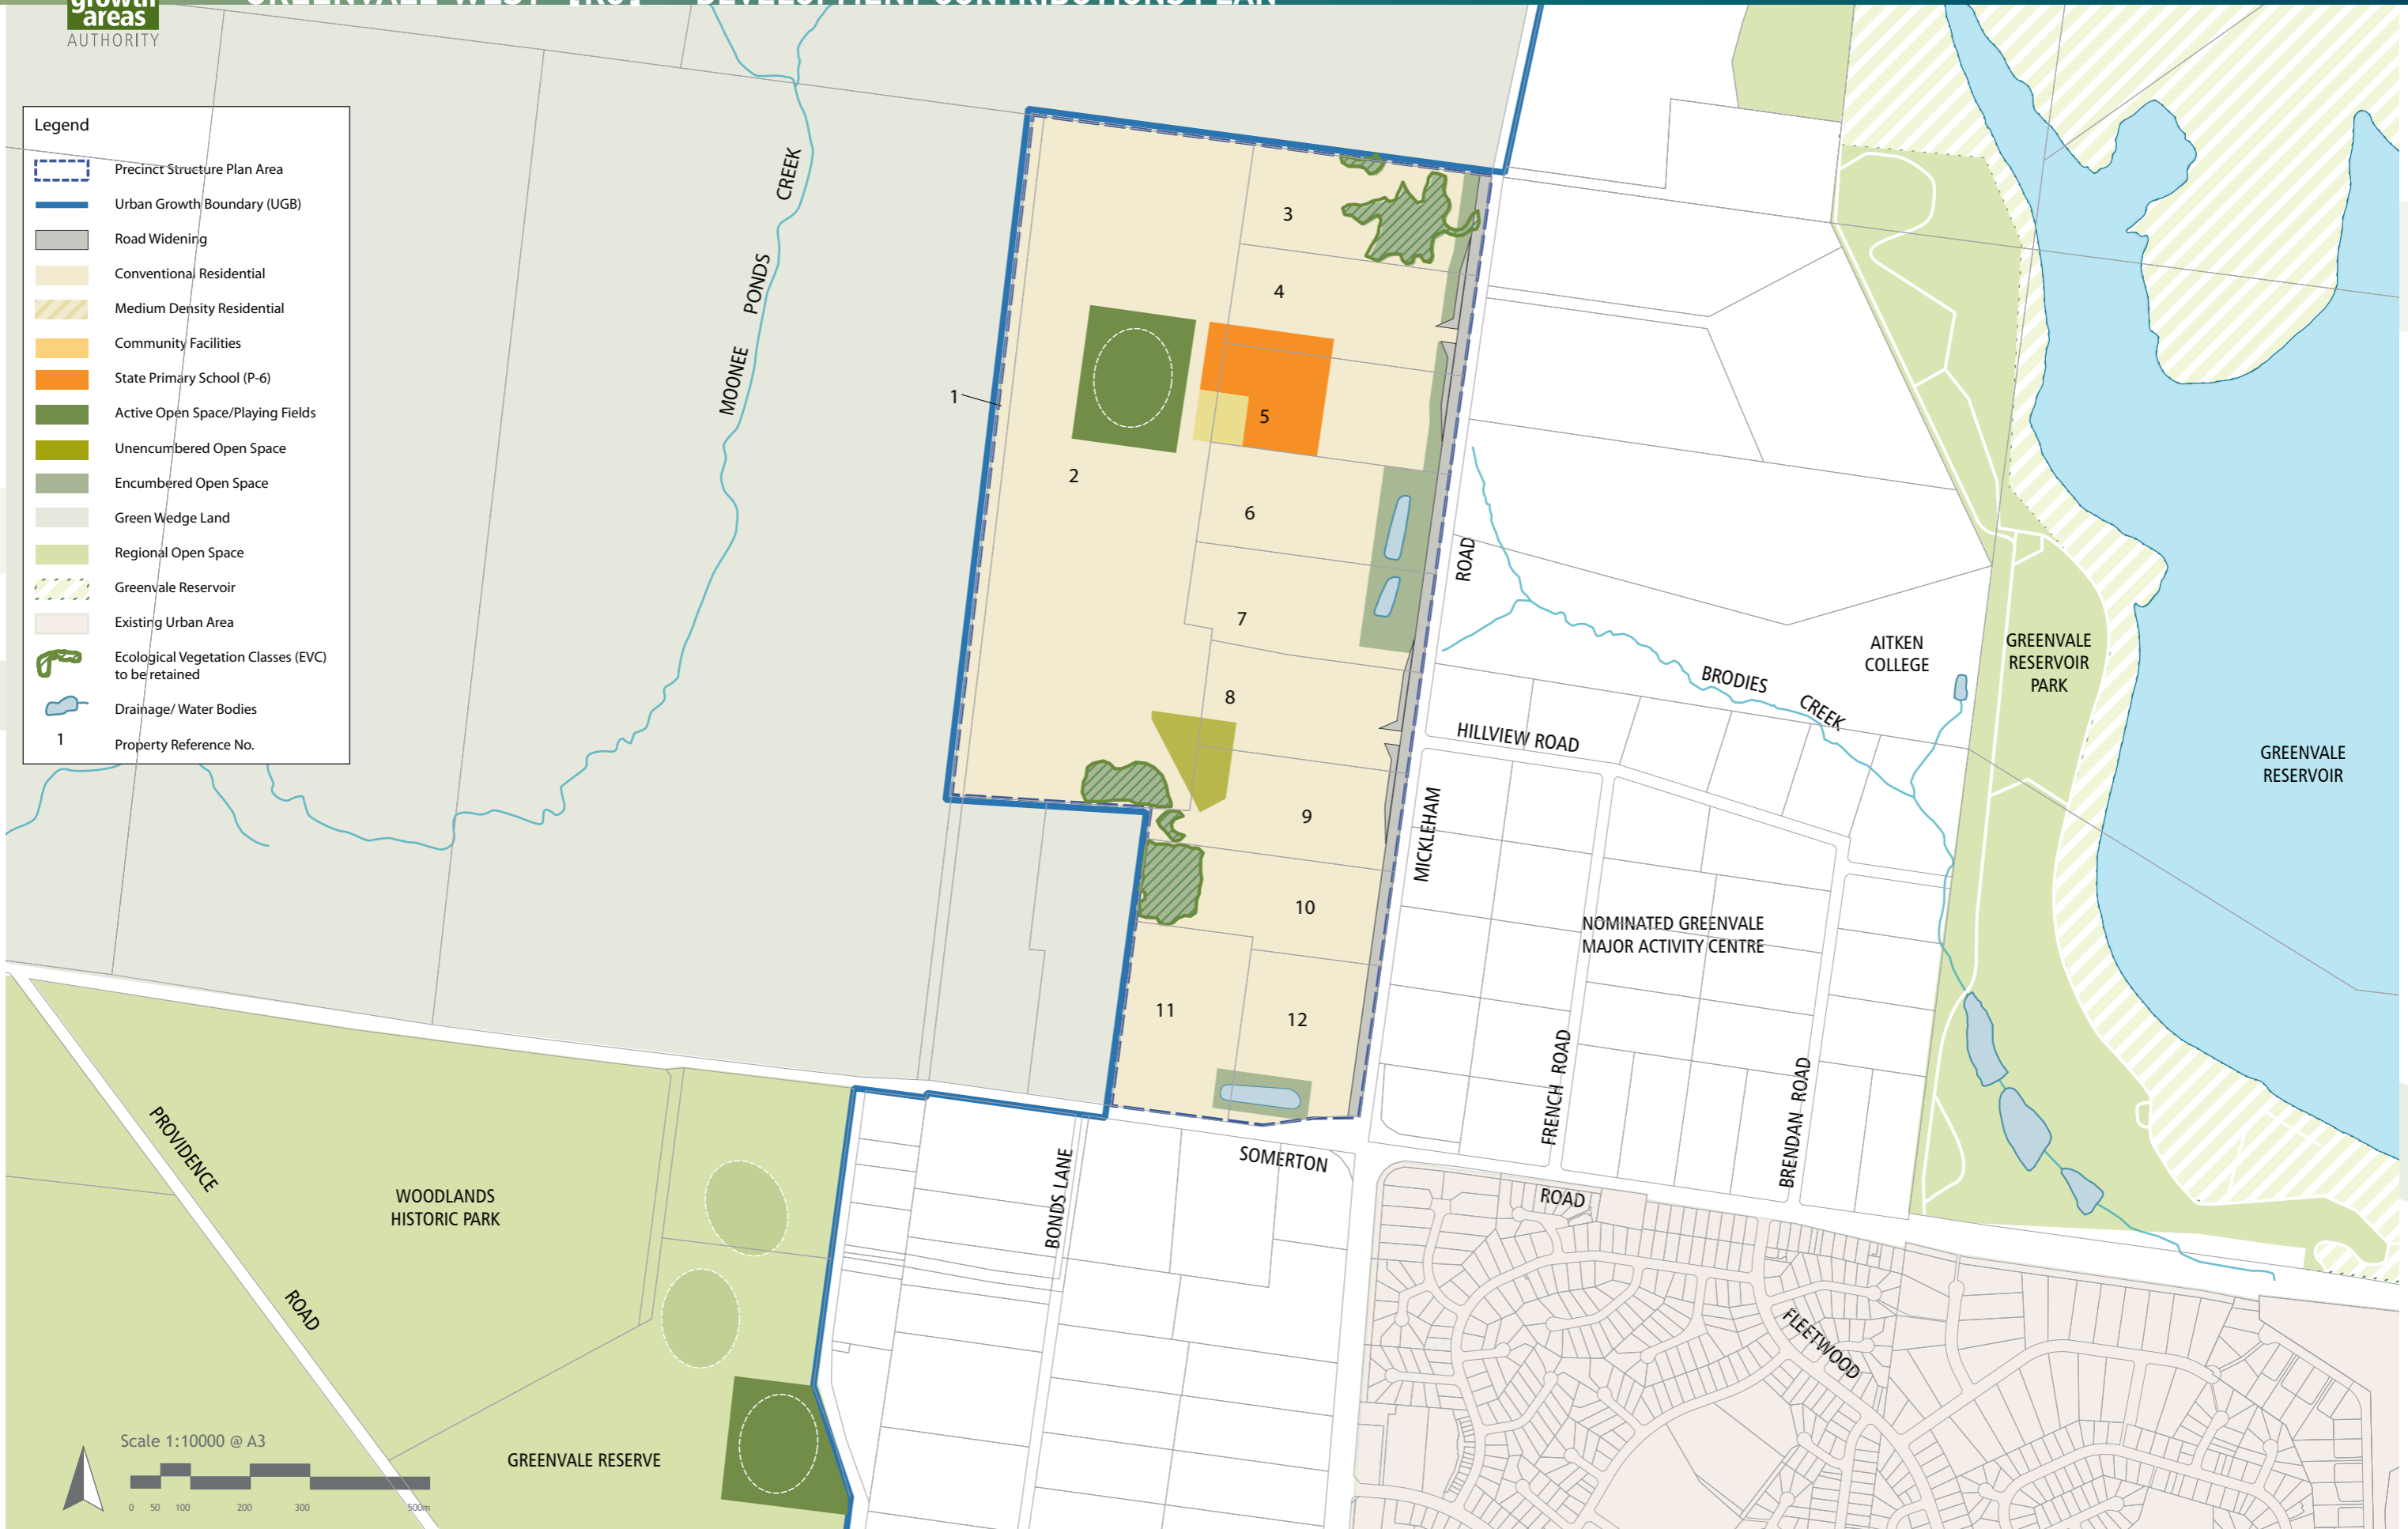 growth
areas
AUTHORITY
GREENVALE WEST [R3] DEVELOPMENT CONTRIBUTIONS PLAN
Legend
Precinct Structure Plan Area
Urban Growth Boundary (UGB)
Road Widening
Conventional Residential
Medium Density Residential
Community Facilities
State Primary School (P-6)
Active Open Space/Playing Fields
Unencumbered Open Space
Encumbered Open Space
Green Wedge Land
Regional Open Space
Greenvale Reservoir
Existing Urban Area
Ecological Vegetation Classes (EVC)
to be retained
Drainage/ Water Bodies
1
Property Reference No.
MOONEE PONDS CREEK
1
2
3
4
5
6
7
8
9
10
11
12
MICKLEHAM ROAD
HILLVIEW ROAD
BRODIES CREEK
AITKEN
COLLEGE
GREENVALE
RESERVOIR
PARK
GREENVALE
RESERVOIR
NOMINATED GREENVALE
MAJOR ACTIVITY CENTRE
FRENCH ROAD
BRENDAN ROAD
SOMERTON ROAD
BONDS LANE
FLEETWOOD
PROVIDENCE ROAD
WOODLANDS
HISTORIC PARK
GREENVALE RESERVE
Scale 1:10000 @ A3
0 50 100 200 300 500m